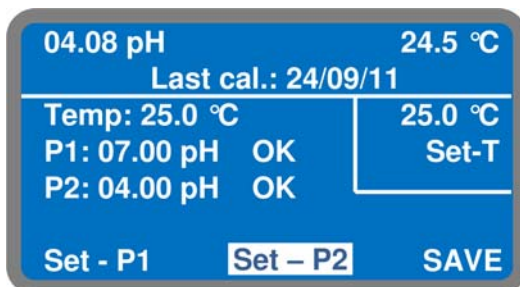 04.08 pH 24.5 °C
Last cal.: 24/09/11
Temp: 25.0 °C 25.0 °C
P1: 07.00 pH OK Set-T
P2: 04.00 pH OK
Set - P1 Set – P2 SAVE